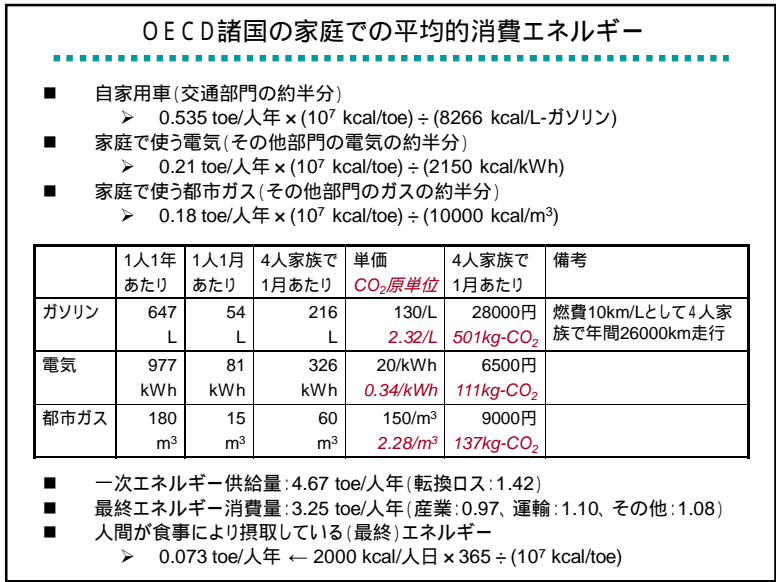 OECD諸国の家庭での平均的消費エネルギー
■ 自家用車(交通部門の約半分)
➢ 0.535 toe/人年×(10⁷ kcal/toe)÷(8266 kcal/L-ガソリン)
■ 家庭で使う電気(その他部門の電気の約半分)
➢ 0.21 toe/人年×(10⁷ kcal/toe)÷(2150 kcal/kWh)
■ 家庭で使う都市ガス(その他部門のガスの約半分)
➢ 0.18 toe/人年×(10⁷ kcal/toe)÷(10000 kcal/m³)
1人1年 1人1月 4人家族で 単価 4人家族で 備考
あたり あたり 1月あたり CO₂原単位 1月あたり
ガソリン 647 54 216 130/L 28000円 燃費10km/Lとして4人家
L L L 2.32/L 501kg-CO₂ 族で年間26000km走行
電気 977 81 326 20/kWh 6500円
kWh kWh kWh 0.34/kWh 111kg-CO₂
都市ガス 180 15 60 150/m³ 9000円
m³ m³ m³ 2.28/m³ 137kg-CO₂
■ 一次エネルギー供給量:4.67 toe/人年(転換ロス:1.42)
■ 最終エネルギー消費量:3.25 toe/人年(産業:0.97、運輸:1.10、その他:1.08)
■ 人間が食事により摂取している(最終)エネルギー
➢ 0.073 toe/人年 ← 2000 kcal/人日×365÷(10⁷ kcal/toe)